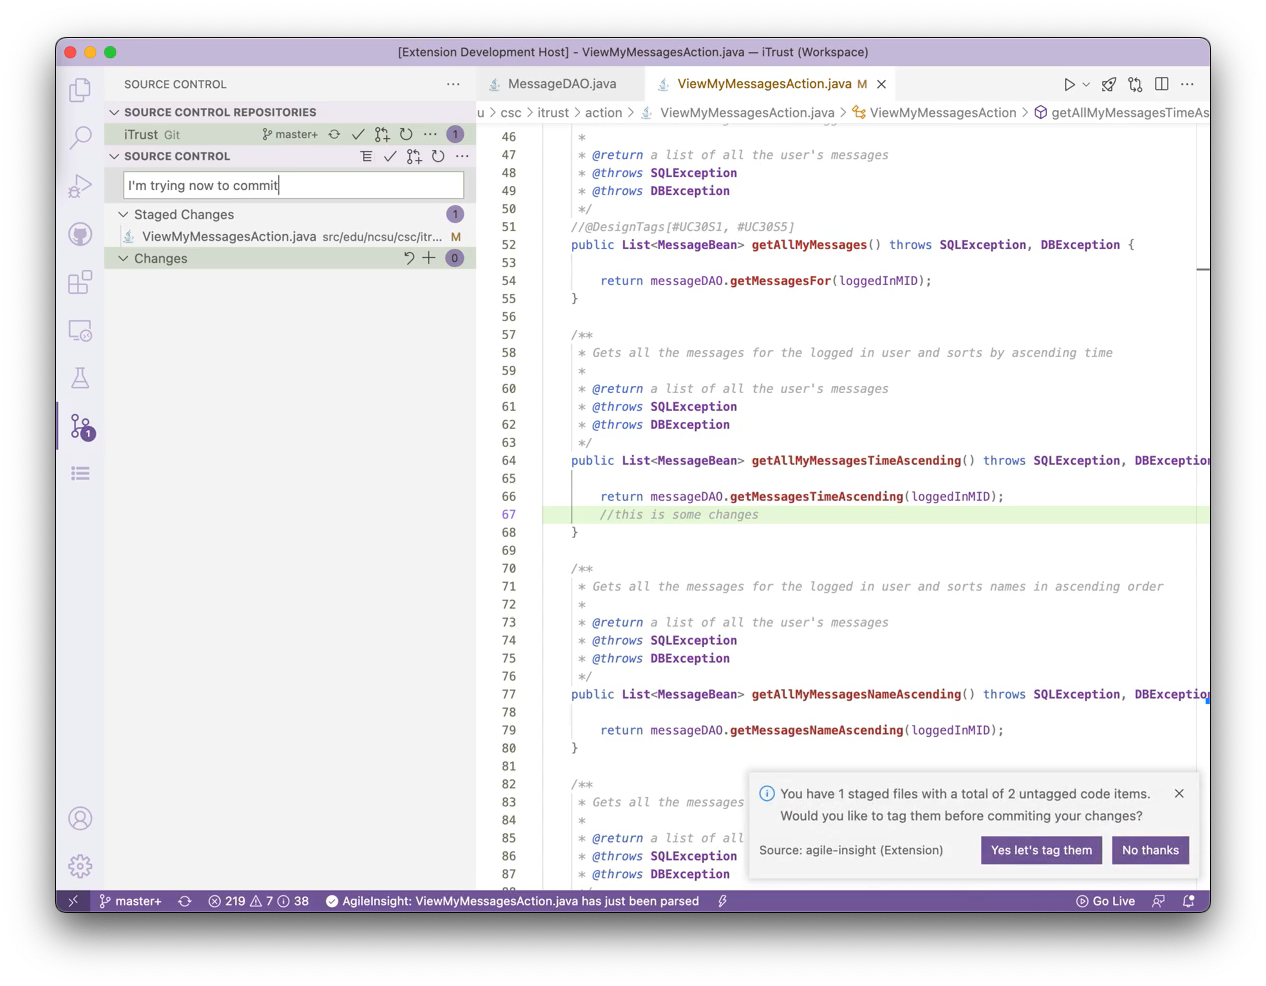 [Extension Development Host] - ViewMyMessagesAction.java — iTrust (Workspace)
SOURCE CONTROL
SOURCE CONTROL REPOSITORIES
iTrust Git master+ 1
SOURCE CONTROL
I'm trying now to commit
Staged Changes 1
ViewMyMessagesAction.java src/edu/ncsu/csc/itr... M
Changes 0
1
MessageDAO.java
ViewMyMessagesAction.java M
u > csc > itrust > action > ViewMyMessagesAction.java > ViewMyMessagesAction > getAllMyMessagesTimeAs
46 *
47 * @return a list of all the user's messages
48 * @throws SQLException
49 * @throws DBException
50 */
51 //@DesignTags[#UC30S1, #UC30S5]
52 public List<MessageBean> getAllMyMessages() throws SQLException, DBException {
53
54 return messageDAO.getMessagesFor(loggedInMID);
55 }
56
57 /**
58 * Gets all the messages for the logged in user and sorts by ascending time
59 *
60 * @return a list of all the user's messages
61 * @throws SQLException
62 * @throws DBException
63 */
64 public List<MessageBean> getAllMyMessagesTimeAscending() throws SQLException, DBExceptio
65
66 return messageDAO.getMessagesTimeAscending(loggedInMID);
67 //this is some changes
68 }
69
70 /**
71 * Gets all the messages for the logged in user and sorts names in ascending order
72 *
73 * @return a list of all the user's messages
74 * @throws SQLException
75 * @throws DBException
76 */
77 public List<MessageBean> getAllMyMessagesNameAscending() throws SQLException, DBExceptio
78
79 return messageDAO.getMessagesNameAscending(loggedInMID);
80 }
81
82 /**
83 * Gets all the messages
84 *
85 * @return a list of all
86 * @throws SQLException
87 * @throws DBException
You have 1 staged files with a total of 2 untagged code items.
Would you like to tag them before commiting your changes?
Source: agile-insight (Extension)
Yes let's tag them
No thanks
master+ 219 7 38 AgileInsight: ViewMyMessagesAction.java has just been parsed Go Live